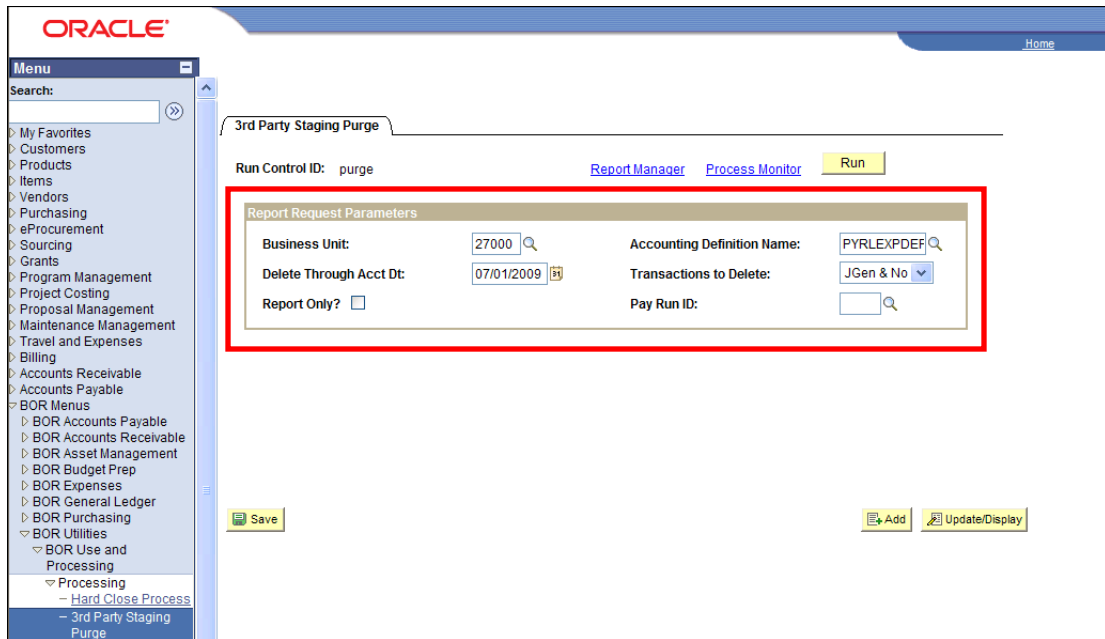 ORACLE
Home
Menu
Search:
My Favorites
Customers
Products
Items
Vendors
Purchasing
eProcurement
Sourcing
Grants
Program Management
Project Costing
Proposal Management
Maintenance Management
Travel and Expenses
Billing
Accounts Receivable
Accounts Payable
BOR Menus
BOR Accounts Payable
BOR Accounts Receivable
BOR Asset Management
BOR Budget Prep
BOR Expenses
BOR General Ledger
BOR Purchasing
BOR Utilities
BOR Use and
Processing
Processing
– Hard Close Process
– 3rd Party Staging
Purge
3rd Party Staging Purge
Run Control ID: purge Report Manager Process Monitor Run
Report Request Parameters
Business Unit: 27000 Accounting Definition Name: PYRLEXPDEF
Delete Through Acct Dt: 07/01/2009 31 Transactions to Delete: JGen & No
Report Only? Pay Run ID:
Save Add Update/Display